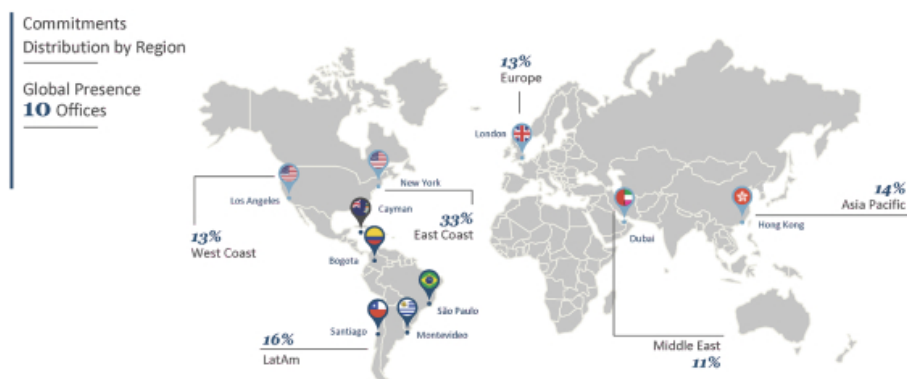 Commitments
Distribution by Region
Global Presence
10 Offices
13%
Europe
London
New York
Los Angeles
Cayman
33%
East Coast
13%
West Coast
Bogota
14%
Asia Pacific
Hong Kong
Dubai
São Paulo
Santiago
Montevideo
16%
LatAm
Middle East
11%